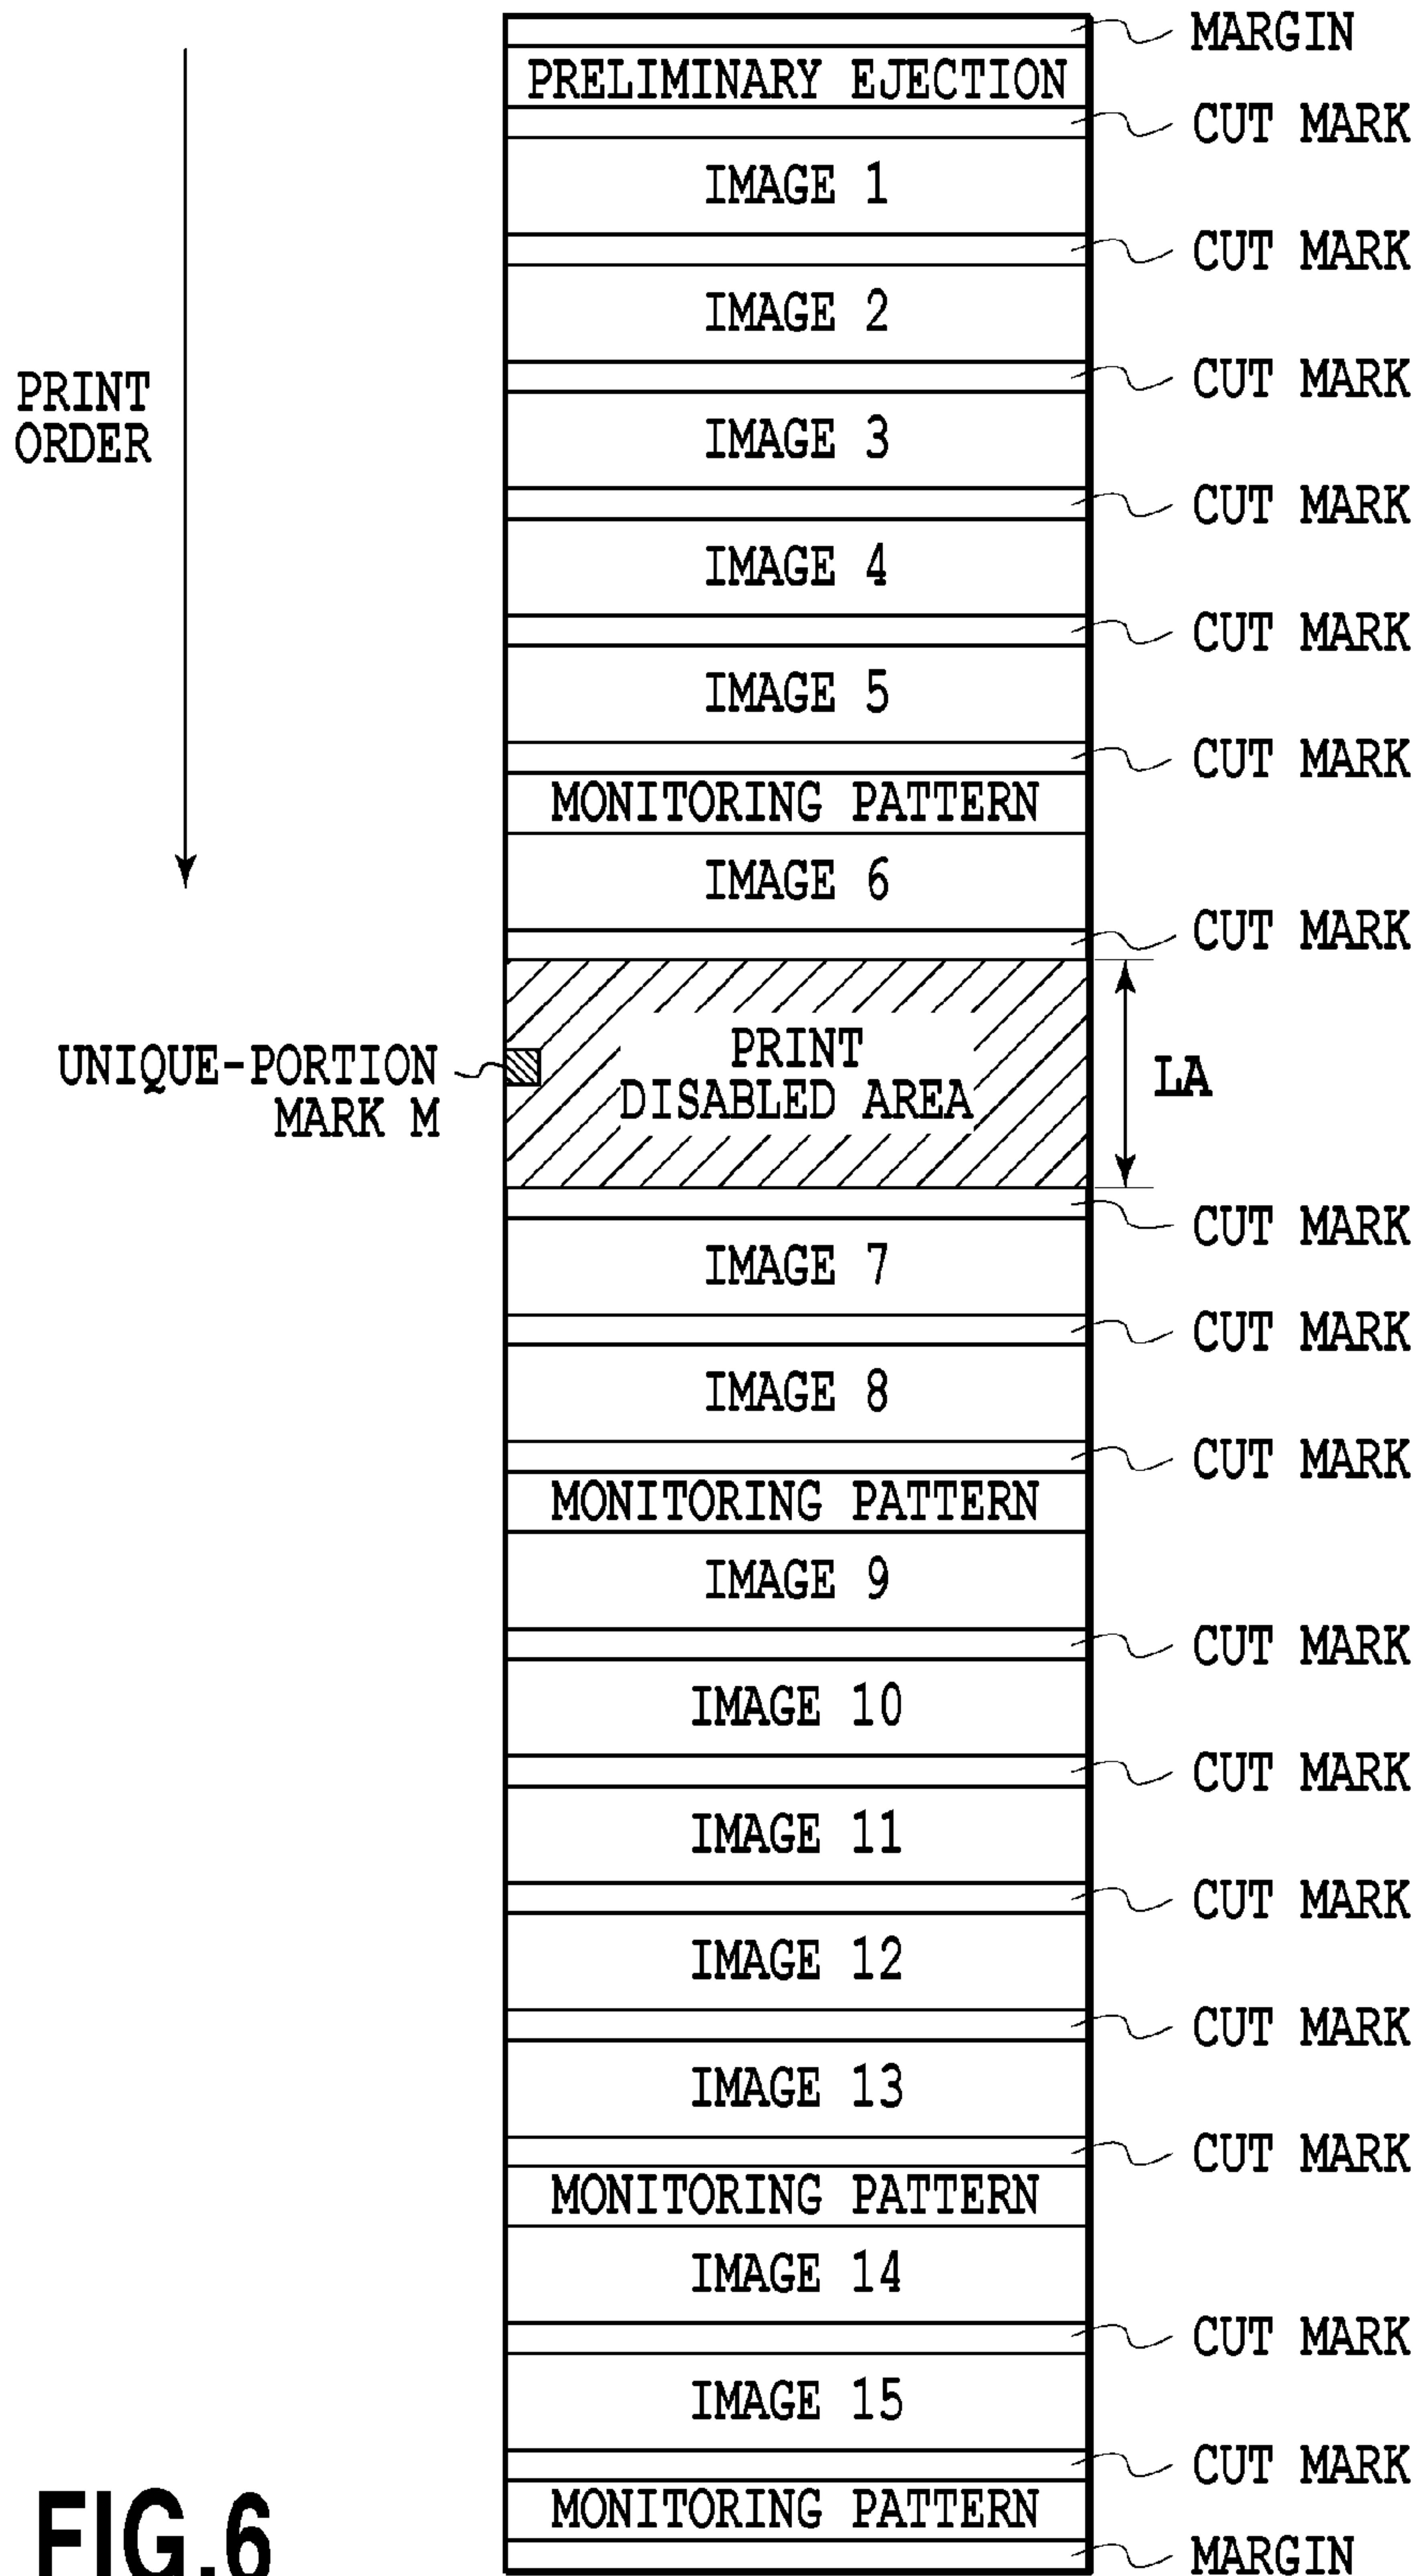 MARGIN
PRELIMINARY EJECTION
CUT MARK
IMAGE 1
CUT MARK
IMAGE 2
CUT MARK
PRINT
ORDER
IMAGE 3
CUT MARK
IMAGE 4
CUT MARK
IMAGE 5
CUT MARK
MONITORING PATTERN
IMAGE 6
CUT MARK
UNIQUE-PORTION
MARK M
PRINT
DISABLED AREA
LA
CUT MARK
IMAGE 7
CUT MARK
IMAGE 8
CUT MARK
MONITORING PATTERN
IMAGE 9
CUT MARK
IMAGE 10
CUT MARK
IMAGE 11
CUT MARK
IMAGE 12
CUT MARK
IMAGE 13
CUT MARK
MONITORING PATTERN
IMAGE 14
CUT MARK
IMAGE 15
CUT MARK
MONITORING PATTERN
MARGIN
FIG.6